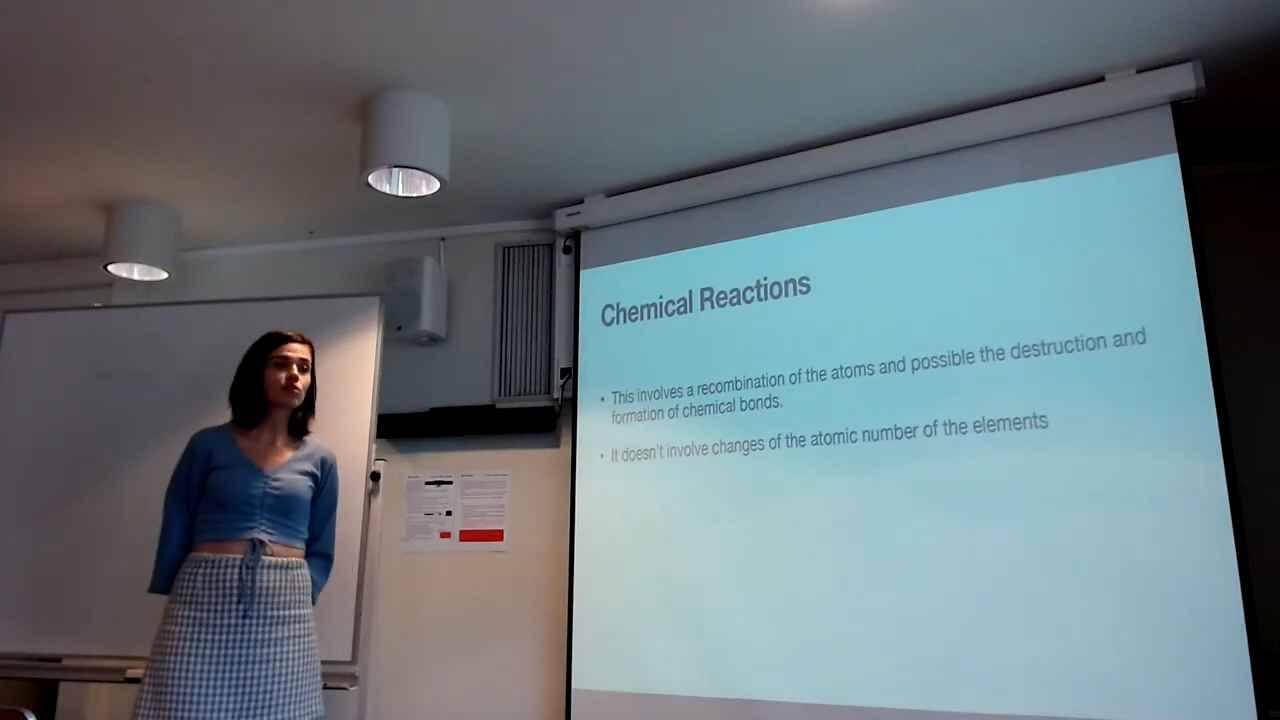 Chemical Reactions
• This involves a recombination of the atoms and possible the destruction and
formation of chemical bonds.
• It doesn't involve changes of the atomic number of the elements